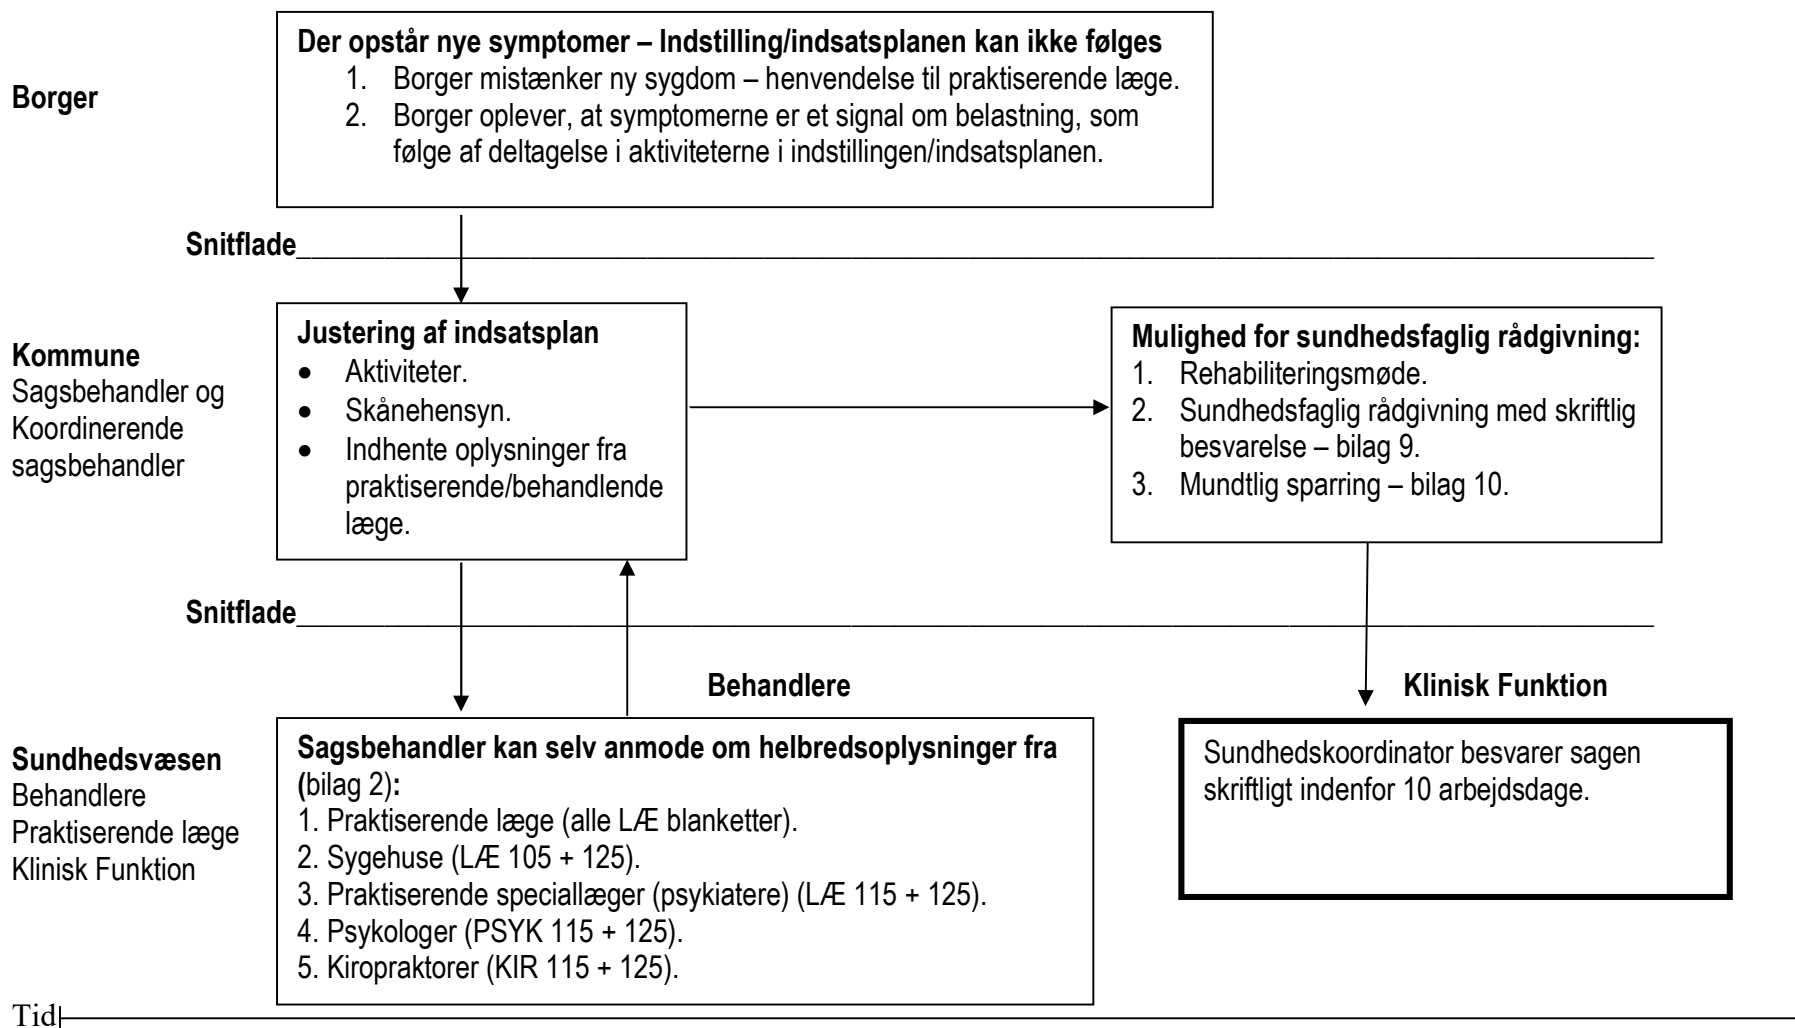 Borger
Der opstår nye symptomer – Indstilling/indsatsplanen kan ikke følges
1. Borger mistænker ny sygdom – henvendelse til praktiserende læge.
2. Borger oplever, at symptomerne er et signal om belastning, som
følge af deltagelse i aktiviteterne i indstillingen/indsatsplanen.
Snitflade
Kommune
Sagsbehandler og
Koordinerende
sagsbehandler
Justering af indsatsplan
• Aktiviteter.
• Skånehensyn.
• Indhente oplysninger fra
praktiserende/behandlende
læge.
Mulighed for sundhedsfaglig rådgivning:
1. Rehabiliteringsmøde.
2. Sundhedsfaglig rådgivning med skriftlig
besvarelse – bilag 9.
3. Mundtlig sparring – bilag 10.
Snitflade
Behandlere
Klinisk Funktion
Sundhedsvæsen
Behandlere
Praktiserende læge
Klinisk Funktion
Sagsbehandler kan selv anmode om helbredsoplysninger fra
(bilag 2):
1. Praktiserende læge (alle LÆ blanketter).
2. Sygehuse (LÆ 105 + 125).
3. Praktiserende speciallæger (psykiatere) (LÆ 115 + 125).
4. Psykologer (PSYK 115 + 125).
5. Kiropraktorer (KIR 115 + 125).
Sundhedskoordinator besvarer sagen
skriftligt indenfor 10 arbejdsdage.
Tid